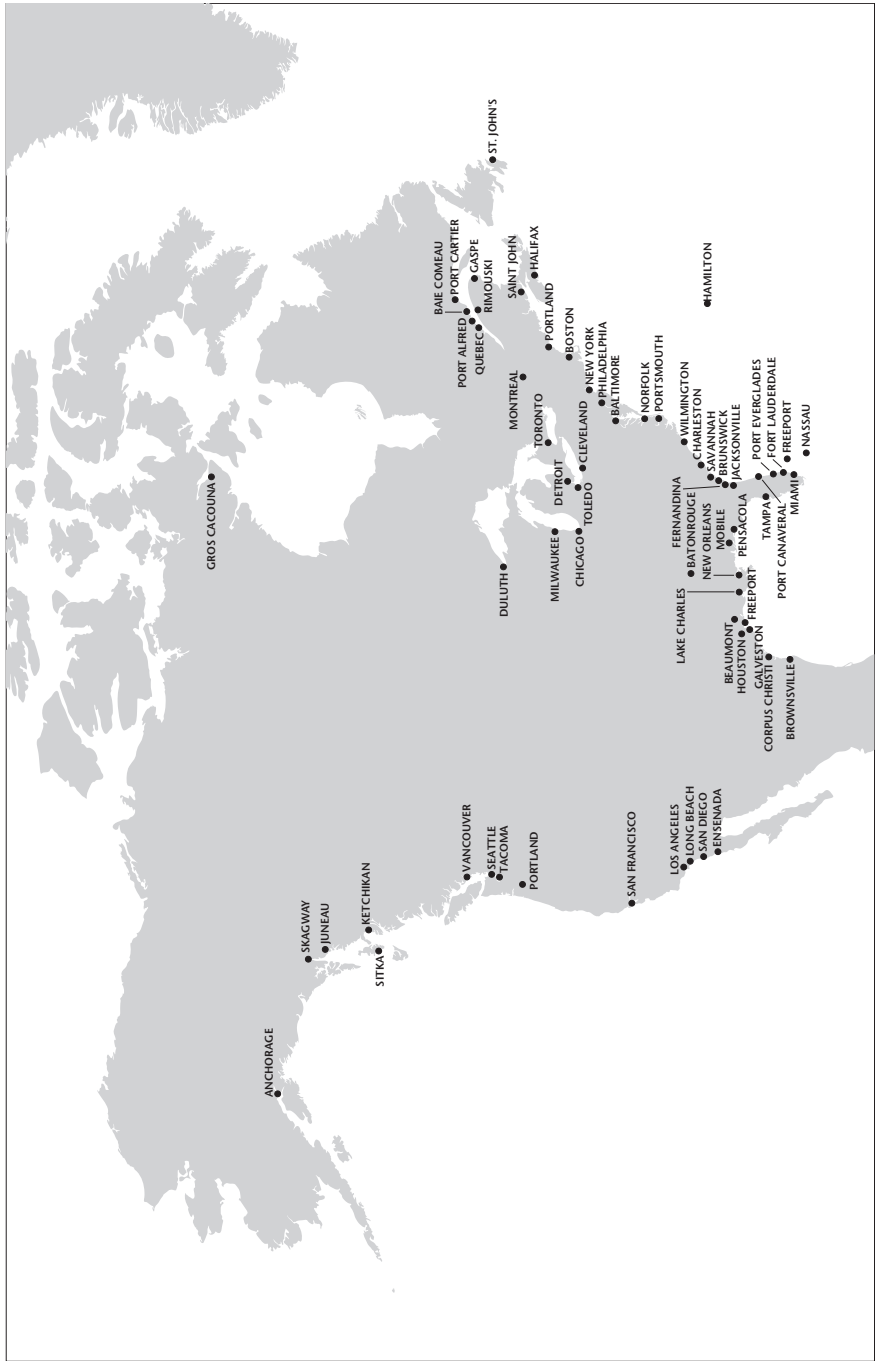 ANCHORAGE
SKAGWAY
JUNEAU
SITKA
KETCHIKAN
VANCOUVER
SEATTLE
TACOMA
PORTLAND
SAN FRANCISCO
LOS ANGELES
LONG BEACH
SAN DIEGO
ENSENADA
GROS CACOUNA
DULUTH
MILWAUKEE
CHICAGO
DETROIT
TOLEDO
CLEVELAND
TORONTO
MONTREAL
PORT ALFRED
QUEBEC
BAIE COMEAU
PORT CARTIER
GASPE
RIMOUSKI
ST. JOHN'S
SAINT JOHN
HALIFAX
PORTLAND
BOSTON
NEW YORK
PHILADELPHIA
BALTIMORE
NORFOLK
PORTSMOUTH
HAMILTON
WILMINGTON
CHARLESTON
SAVANNAH
BRUNSWICK
JACKSONVILLE
FERNANDINA
BATONROUGE
NEW ORLEANS
MOBILE
PENSACOLA
LAKE CHARLES
BEAUMONT
HOUSTON
FREEPORT
GALVESTON
CORPUS CHRISTI
BROWNSVILLE
TAMPA
PORT CANAVERAL
PORT EVERGLADES
FORT LAUDERDALE
FREEPORT
MIAMI
NASSAU